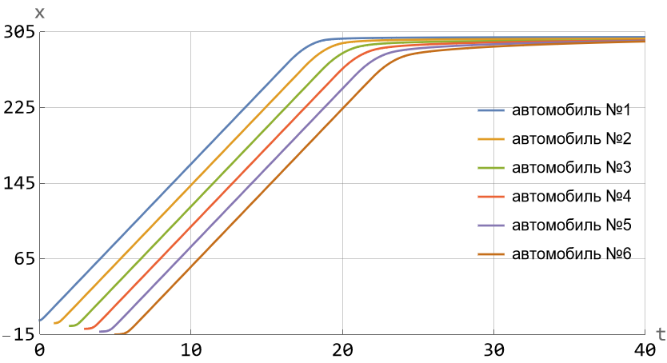 x
305
225
145
65
-15
0
10
20
30
40
t
автомобиль №1
автомобиль №2
автомобиль №3
автомобиль №4
автомобиль №5
автомобиль №6